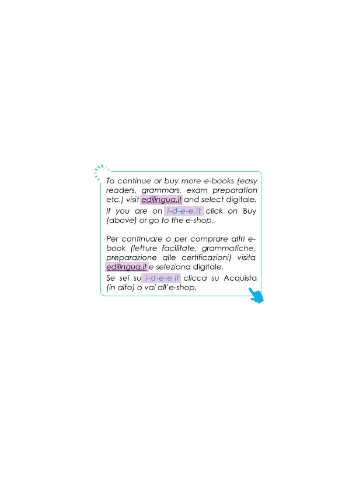 To continue or buy more e-books (easy
readers, grammars, exam preparation
etc.) visit edilingua.it and select digitale.
If you are on i-d-e-e.it click on Buy
(above) or go to the e-shop.
Per continuare o per comprare altri e-
book (letture facilitate, grammatiche,
preparazione alle certificazioni) visita
edilingua.it e seleziona digitale.
Se sei su i-d-e-e.it clicca su Acquista
(in alto) o vai all'e-shop.